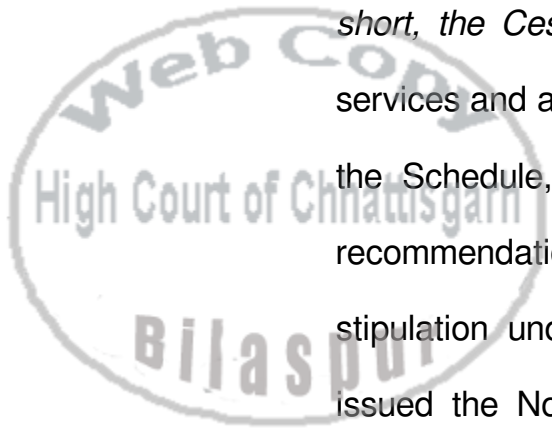 short, the Ces
services and a
the Schedule,
recommendati
stipulation und
issued the No
Web Copy
High Court of Chhattisgarh
Bilaspur